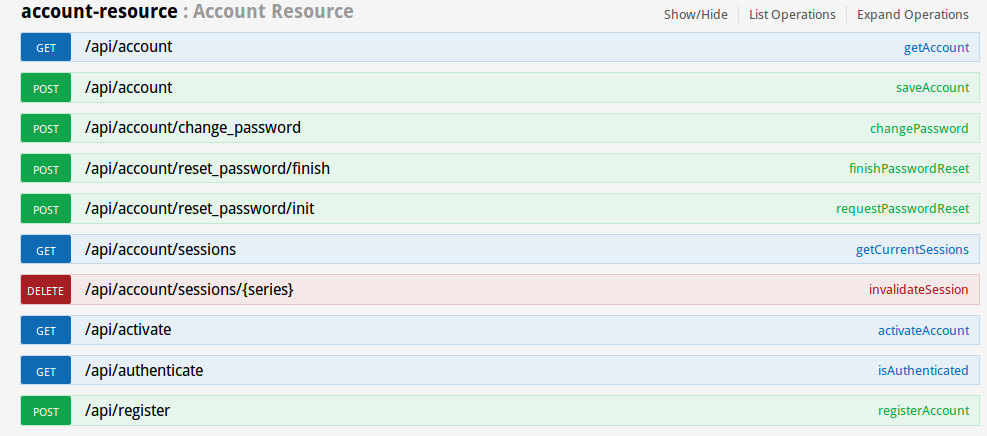 account-resource : Account Resource Show/Hide List Operations Expand Operations
GET /api/account getAccount
POST /api/account saveAccount
POST /api/account/change_password changePassword
POST /api/account/reset_password/finish finishPasswordReset
POST /api/account/reset_password/init requestPasswordReset
GET /api/account/sessions getCurrentSessions
DELETE /api/account/sessions/{series} invalidateSession
GET /api/activate activateAccount
GET /api/authenticate isAuthenticated
POST /api/register registerAccount